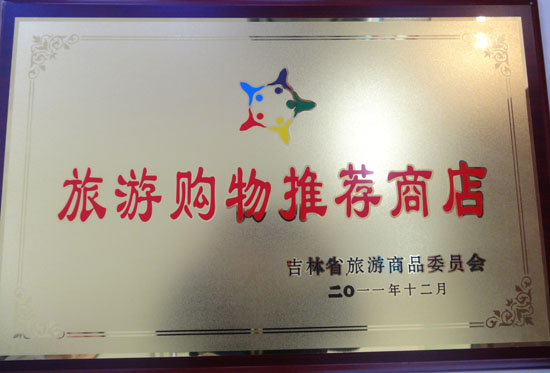 旅游购物推荐商店
吉林省旅游商品委员会
二〇一一年十二月